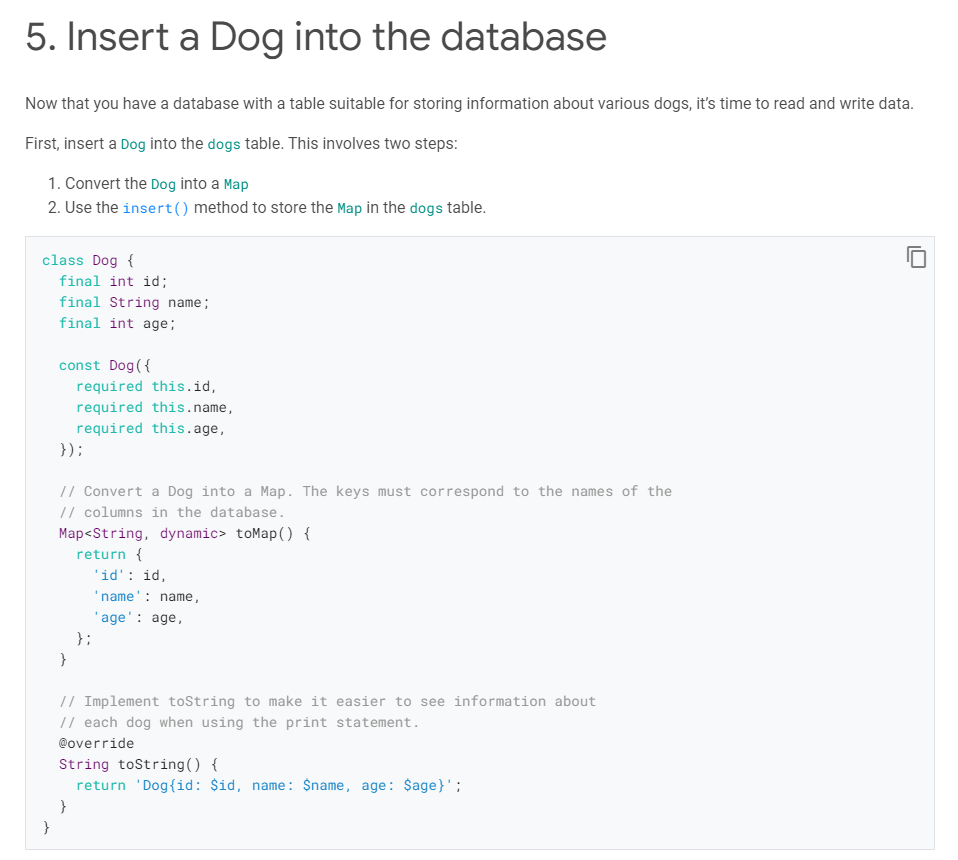 5. Insert a Dog into the database
Now that you have a database with a table suitable for storing information about various dogs, it’s time to read and write data.
First, insert a Dog into the dogs table. This involves two steps:
1. Convert the Dog into a Map
2. Use the insert() method to store the Map in the dogs table.
class Dog {
  final int id;
  final String name;
  final int age;

  const Dog({
    required this.id,
    required this.name,
    required this.age,
  });

  // Convert a Dog into a Map. The keys must correspond to the names of the
  // columns in the database.
  Map<String, dynamic> toMap() {
    return {
      'id': id,
      'name': name,
      'age': age,
    };
  }

  // Implement toString to make it easier to see information about
  // each dog when using the print statement.
  @override
  String toString() {
    return 'Dog{id: $id, name: $name, age: $age}';
  }
}